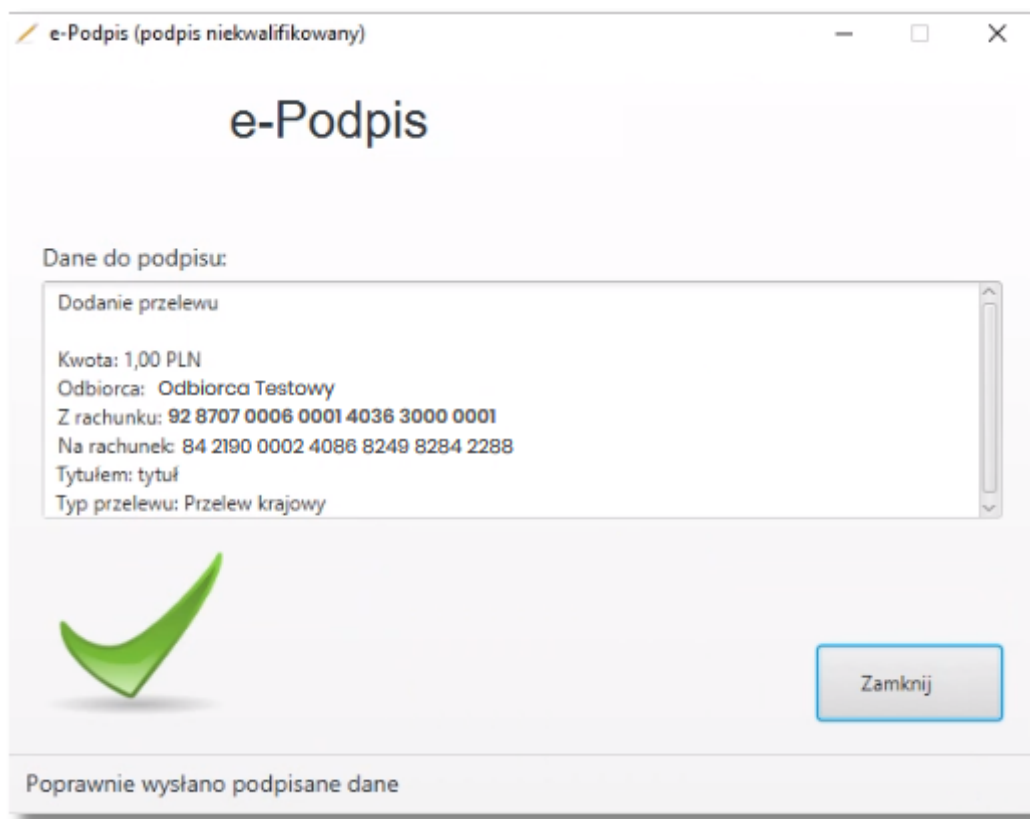 e-Podpis (podpis niekwalifikowany)
e-Podpis
Dane do podpisu:
Dodanie przelewu
Kwota: 1,00 PLN
Odbiorca: Odbiorca Testowy
Z rachunku: 92 8707 0006 0001 4036 3000 0001
Na rachunek: 84 2190 0002 4086 8249 8284 2288
Tytułem: tytuł
Typ przelewu: Przelew krajowy
Zamknij
Poprawnie wysłano podpisane dane